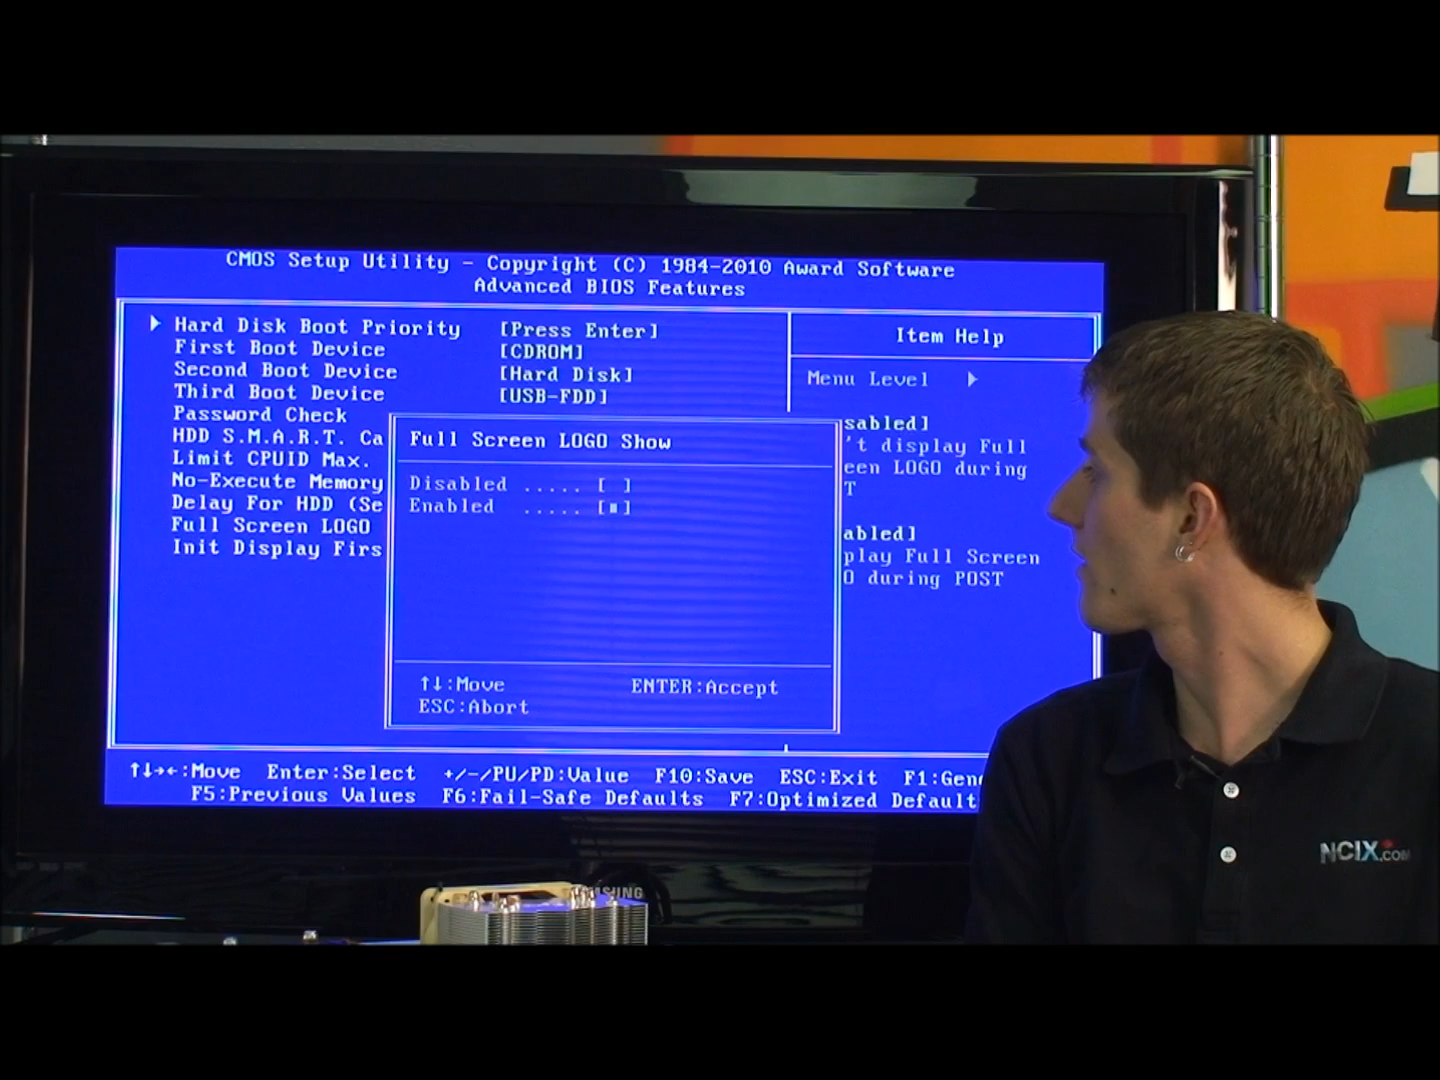 CMOS Setup Utility - Copyright (C) 1984-2010 Award Software
Advanced BIOS Features
Hard Disk Boot Priority [Press Enter]
First Boot Device [CDROM]
Second Boot Device [Hard Disk]
Third Boot Device [USB-FDD]
Password Check
HDD S.M.A.R.T. Ca
Limit CPUID Max.
No-Execute Memory
Delay For HDD (Se
Full Screen LOGO
Init Display Firs
Full Screen LOGO Show
Disabled ..... [ ]
Enabled ..... [■]
↑↓:Move ENTER:Accept
ESC:Abort
Item Help
Menu Level ▶
sabled]
't display Full
een LOGO during
T
abled]
play Full Screen
O during POST
↑↓→←:Move Enter:Select +/-/PU/PD:Value F10:Save ESC:Exit F1:Gen
F5:Previous Values F6:Fail-Safe Defaults F7:Optimized Default
NCIX.COM